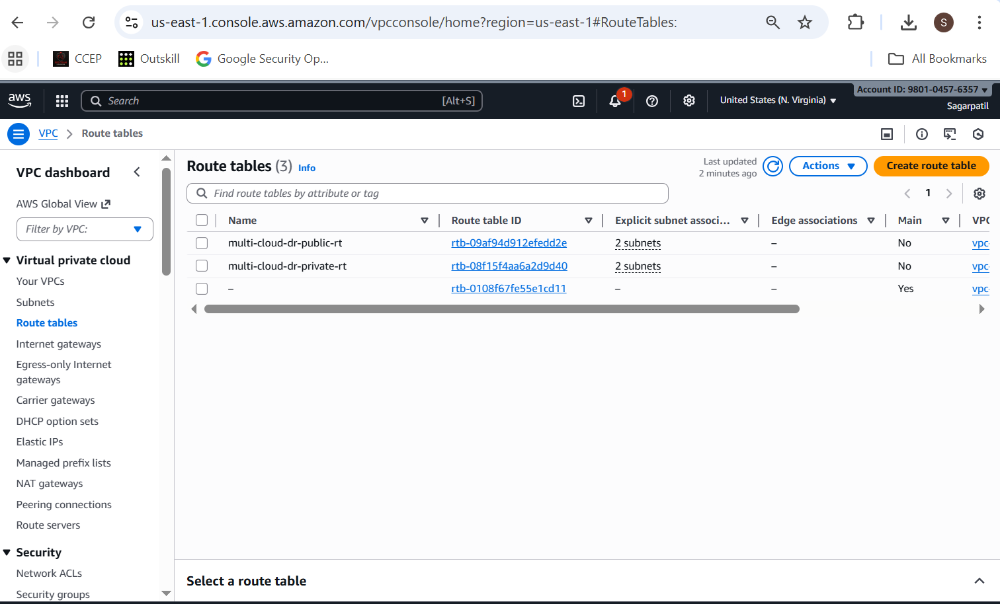 us-east-1.console.aws.amazon.com/vpcconsole/home?region=us-east-1#RouteTables:
S
CCEP
Outskill
Google Security Op...
All Bookmarks
aws
Search
[Alt+S]
1
United States (N. Virginia)
Account ID: 9801-0457-6357
Sagarpatil
VPC
Route tables
VPC dashboard
AWS Global View
Filter by VPC:
Virtual private cloud
Your VPCs
Subnets
Route tables
Internet gateways
Egress-only Internet
gateways
Carrier gateways
DHCP option sets
Elastic IPs
Managed prefix lists
NAT gateways
Peering connections
Route servers
Security
Network ACLs
Security groups
Route tables (3) Info
Last updated
2 minutes ago
Actions
Create route table
Find route tables by attribute or tag
1
Name Route table ID Explicit subnet associ... Edge associations Main VPC
multi-cloud-dr-public-rt rtb-09af94d912efedd2e 2 subnets – No vpc-
multi-cloud-dr-private-rt rtb-08f15f4aa6a2d9d40 2 subnets – No vpc-
– rtb-0108f67fe55e1cd11 – – Yes vpc-
Select a route table